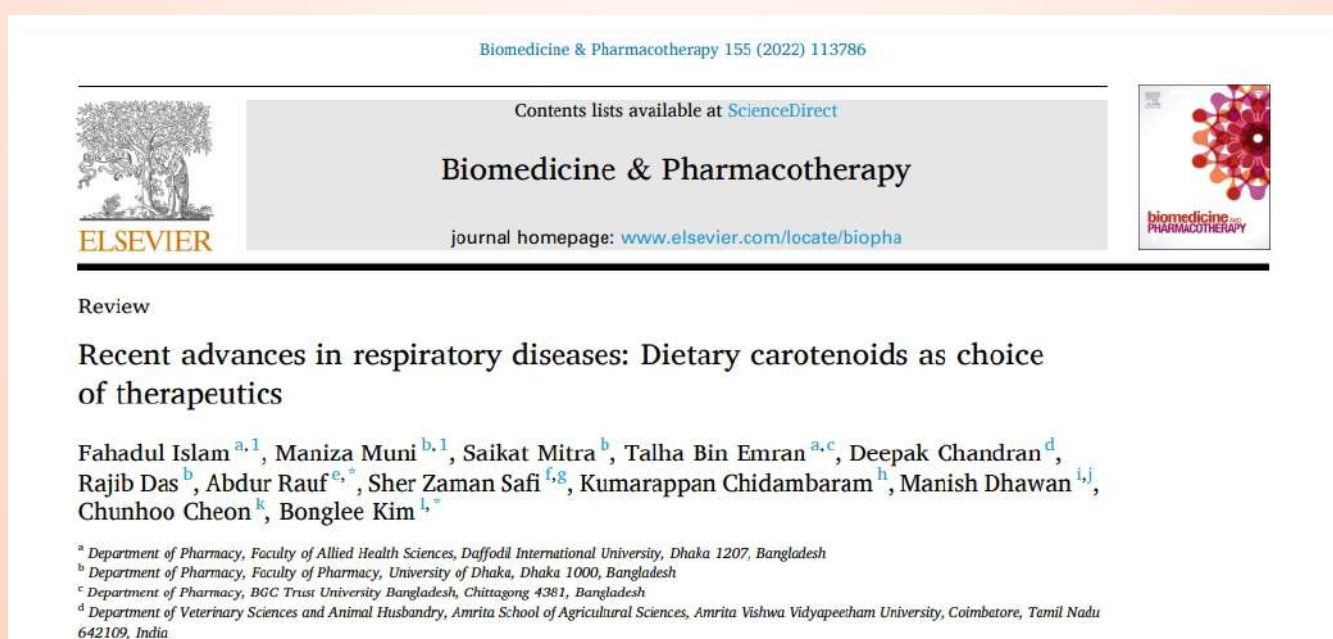 Biomedicine & Pharmacotherapy 155 (2022) 113786
Contents lists available at ScienceDirect
Biomedicine & Pharmacotherapy
journal homepage: www.elsevier.com/locate/biopha
ELSEVIER
biomedicine AND
PHARMACOTHERAPY
Review
Recent advances in respiratory diseases: Dietary carotenoids as choice
of therapeutics
Fahadul Islam a,1, Maniza Muni b,1, Saikat Mitra b, Talha Bin Emran a,c, Deepak Chandran d,
Rajib Das b, Abdur Rauf e,*, Sher Zaman Safi f,g, Kumarappan Chidambaram h, Manish Dhawan i,j,
Chunhoo Cheon k, Bonglee Kim l,*
a Department of Pharmacy, Faculty of Allied Health Sciences, Daffodil International University, Dhaka 1207, Bangladesh
b Department of Pharmacy, Faculty of Pharmacy, University of Dhaka, Dhaka 1000, Bangladesh
c Department of Pharmacy, BGC Trust University Bangladesh, Chittagong 4381, Bangladesh
d Department of Veterinary Sciences and Animal Husbandry, Amrita School of Agricultural Sciences, Amrita Vishwa Vidyapeetham University, Coimbatore, Tamil Nadu
642109, India